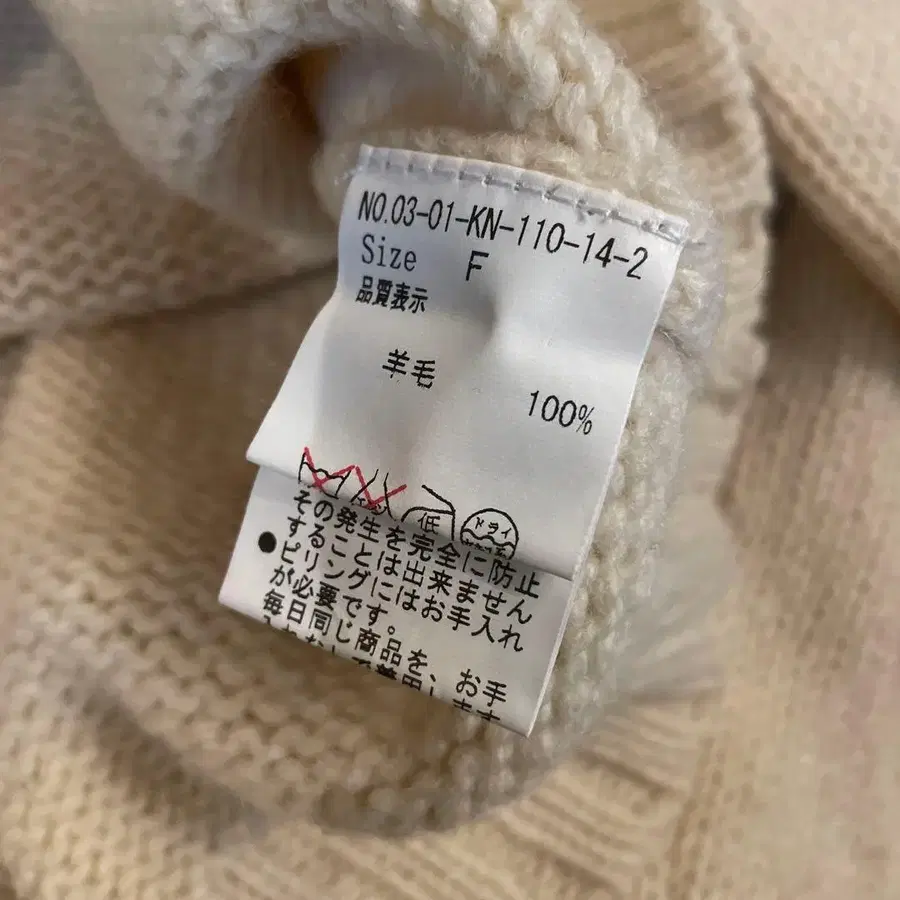 NO.03-01-KN-110-14-2
Size F
品質表示
羊毛
100%
低
ドライ
その発生を完全に防止
することは出来ません
●ピリングにはお手入れ
が必要です。
毎日同じ商品を、お手